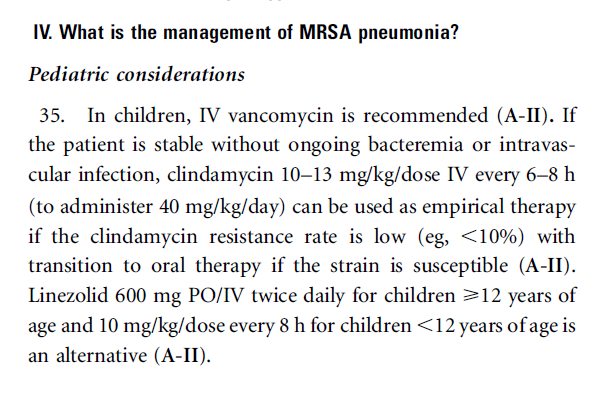 IV. What is the management of MRSA pneumonia?
Pediatric considerations
35. In children, IV vancomycin is recommended (A-II). If
the patient is stable without ongoing bacteremia or intravas-
cular infection, clindamycin 10–13 mg/kg/dose IV every 6–8 h
(to administer 40 mg/kg/day) can be used as empirical therapy
if the clindamycin resistance rate is low (eg, <10%) with
transition to oral therapy if the strain is susceptible (A-II).
Linezolid 600 mg PO/IV twice daily for children ⩾12 years of
age and 10 mg/kg/dose every 8 h for children <12 years of age is
an alternative (A-II).